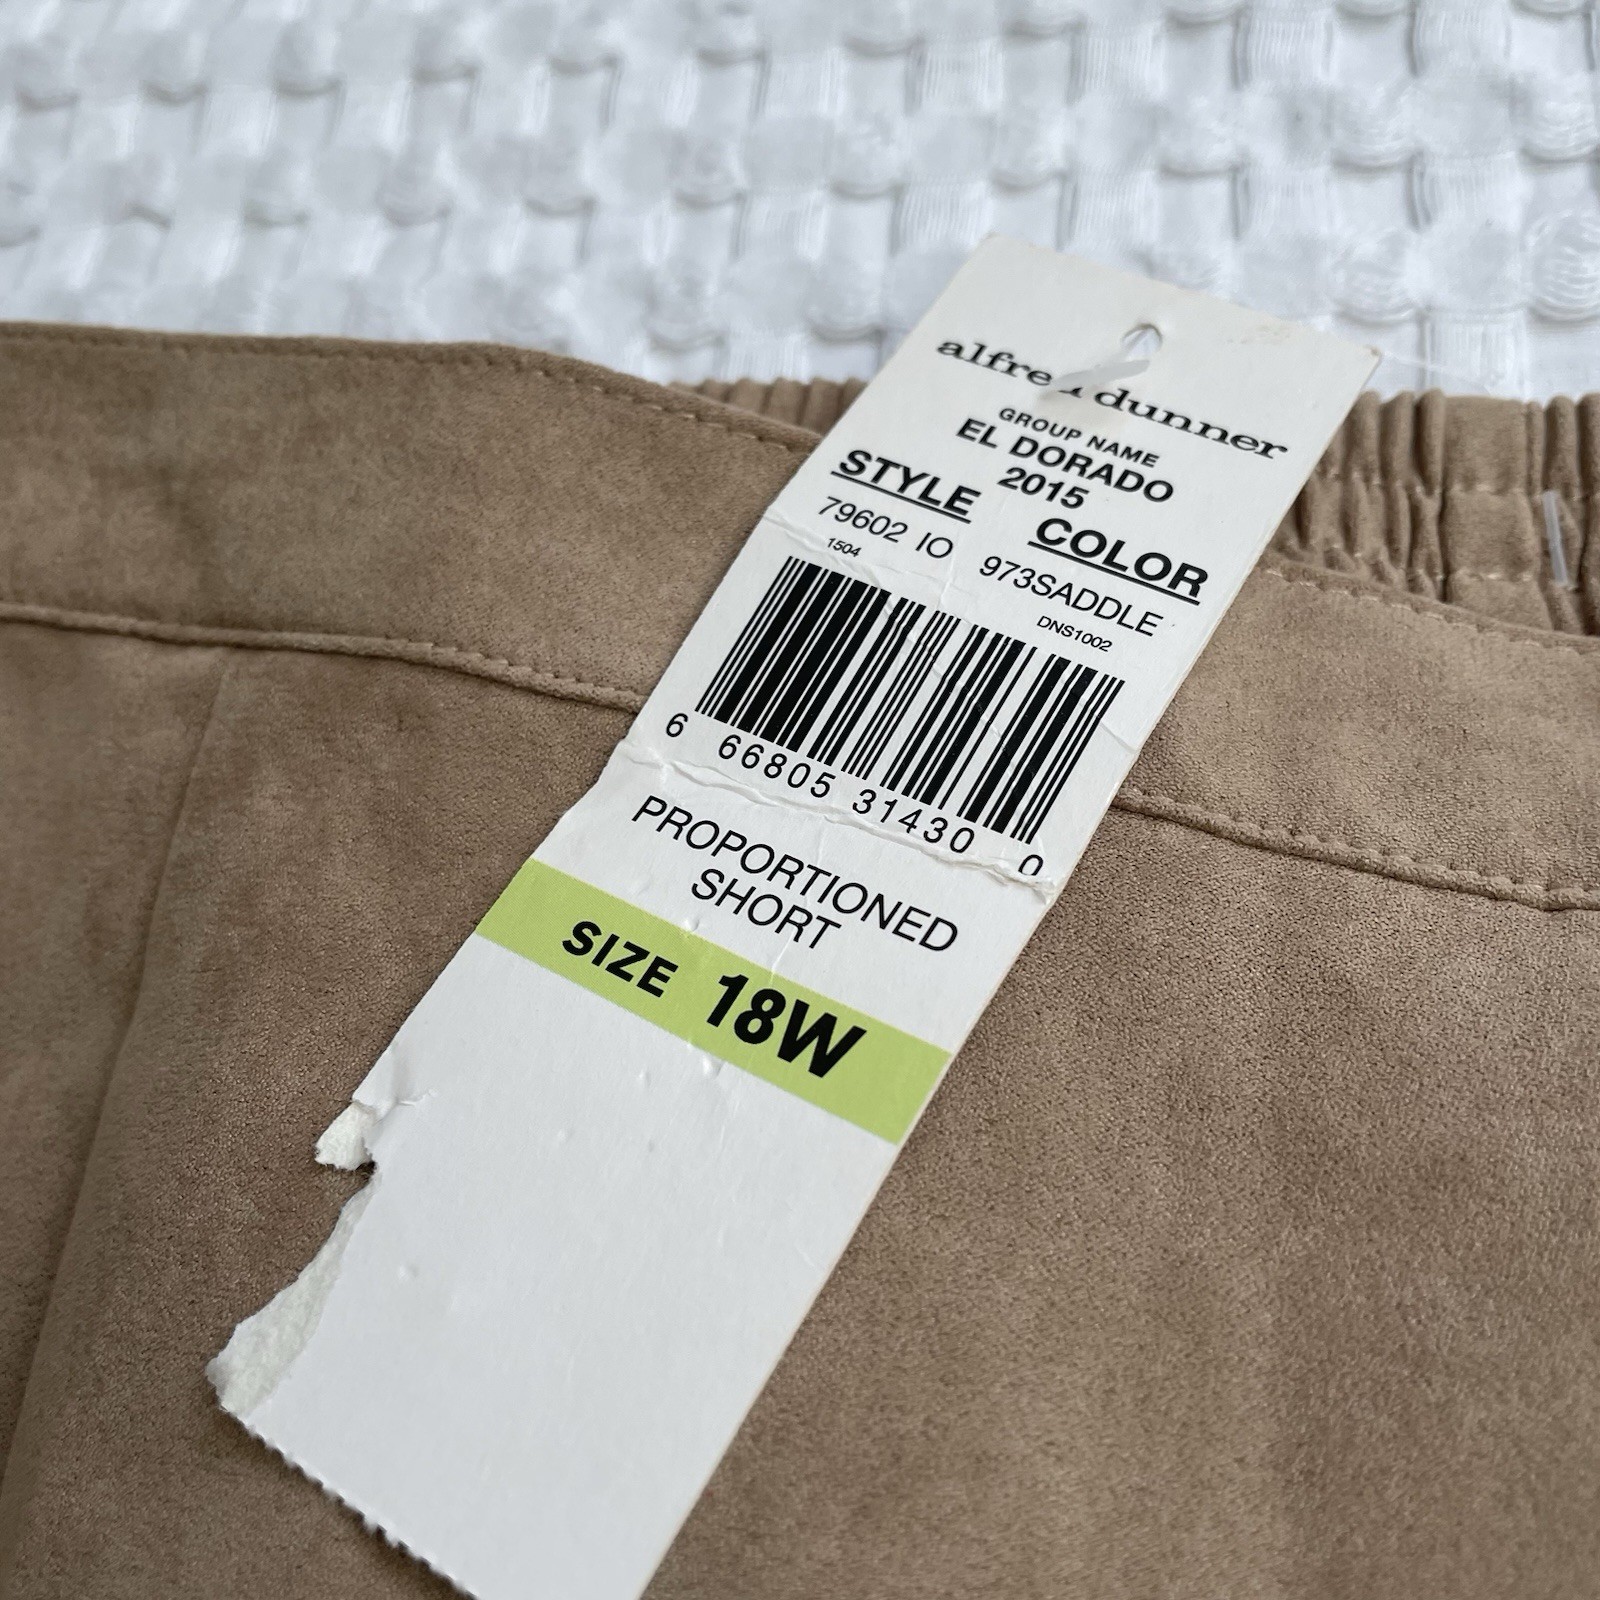 alfred dunner
GROUP NAME
EL DORADO
2015
STYLE COLOR
79602 IO 973SADDLE
1504 DNS1002
6 66805 31430 0
PROPORTIONED
SHORT
SIZE 18W